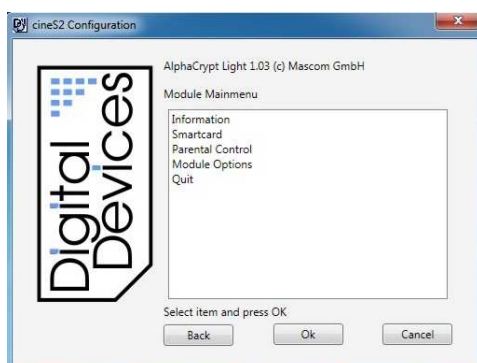 cineS2 Configuration
Digital
Devices
AlphaCrypt Light 1.03 (c) Mascom GmbH
Module Mainmenu
Information
Smartcard
Parental Control
Module Options
Quit
Select item and press OK
Back
Ok
Cancel